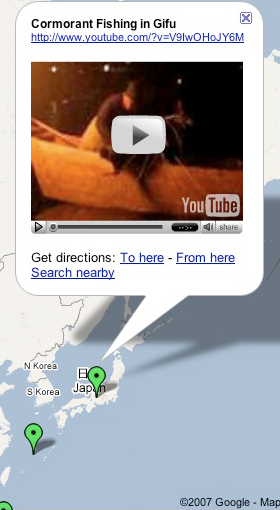 Cormorant Fishing in Gifu
http://www.youtube.com/?v=V9IwOHoJY6M
YouTube
share
Get directions: To here - From here
Search nearby
N Korea
S Korea
日
Japan
©2007 Google - Map